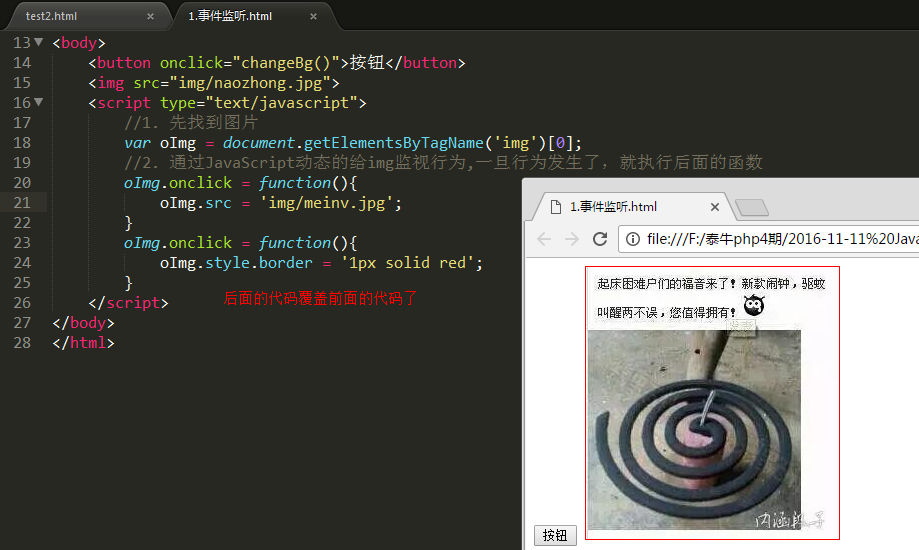 test2.html × 1.事件监听.html ×
13 <body>
14 <button onclick="changeBg()">按钮</button>
15 <img src="img/naozhong.jpg">
16 <script type="text/javascript">
17 //1. 先找到图片
18 var oImg = document.getElementsByTagName('img')[0];
19 //2. 通过JavaScript动态的给img监视行为,一旦行为发生了，就执行后面的函数
20 oImg.onclick = function(){
21 oImg.src = 'img/meinv.jpg';
22 }
23 oImg.onclick = function(){
24 oImg.style.border = '1px solid red';
25 }
26 </script>
后面的代码覆盖前面的代码了
27 </body>
28 </html>
1.事件监听.html ×
file:///F:/泰牛php4期/2016-11-11%20Java
起床困难户们的福音来了！新款闹钟，驱蚊
叫醒两不误，您值得拥有！
内涵段子
按钮